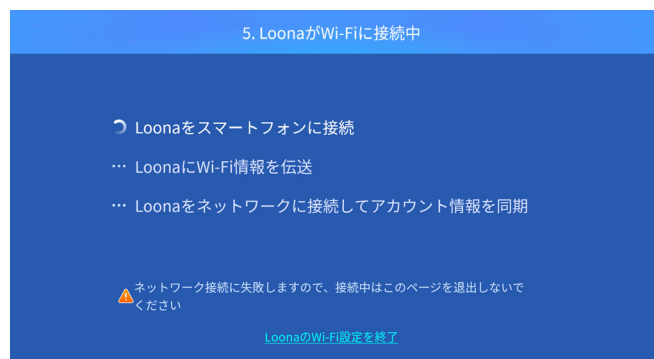 5. LoonaがWi-Fiに接続中
Loonaをスマートフォンに接続
LoonaにWi-Fi情報を伝送
Loonaをネットワークに接続してアカウント情報を同期
ネットワーク接続に失敗しますので、接続中はこのページを退出しないで
ください
LoonaのWi-Fi設定を終了